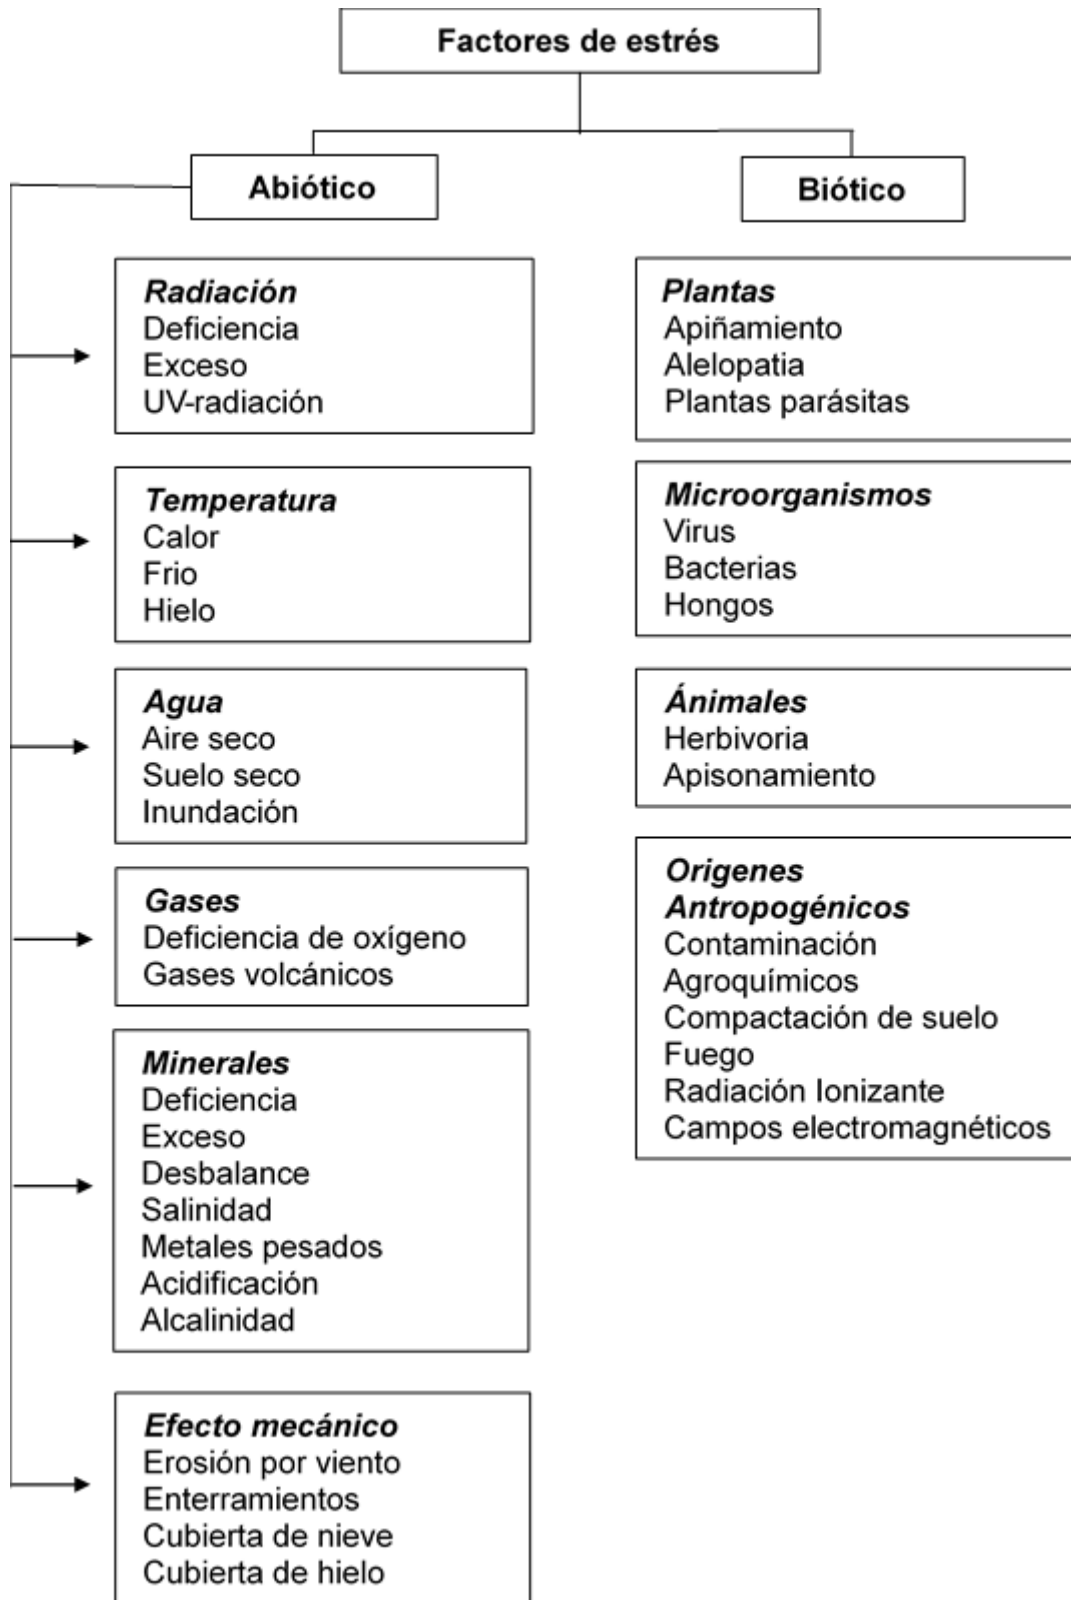 Factores de estrés
Abiótico
Biótico
Radiación
Deficiencia
Exceso
UV-radiación
Temperatura
Calor
Frio
Hielo
Agua
Aire seco
Suelo seco
Inundación
Gases
Deficiencia de oxígeno
Gases volcánicos
Minerales
Deficiencia
Exceso
Desbalance
Salinidad
Metales pesados
Acidificación
Alcalinidad
Efecto mecánico
Erosión por viento
Enterramientos
Cubierta de nieve
Cubierta de hielo
Plantas
Apiñamiento
Alelopatia
Plantas parásitas
Microorganismos
Virus
Bacterias
Hongos
Ánimales
Herbivoria
Apisonamiento
Origenes
Antropogénicos
Contaminación
Agroquímicos
Compactación de suelo
Fuego
Radiación Ionizante
Campos electromagnéticos